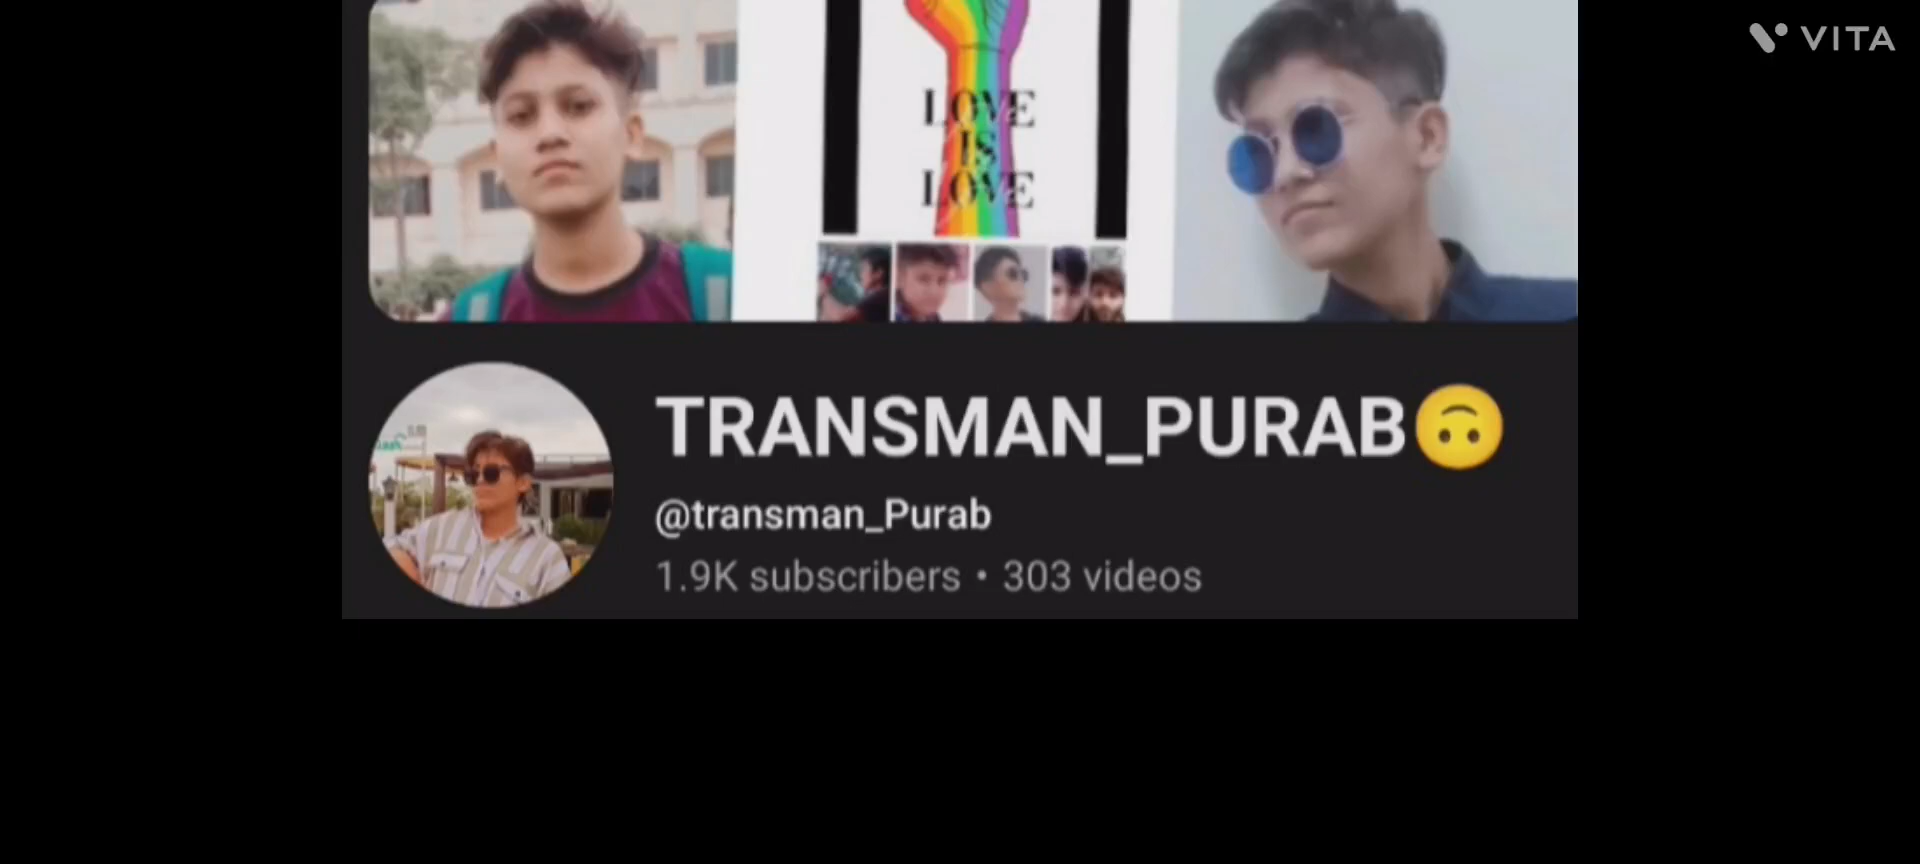 VITA
LOVE
IS
LOVE
TRANSMAN_PURAB🙃
@transman_Purab
1.9K subscribers • 303 videos